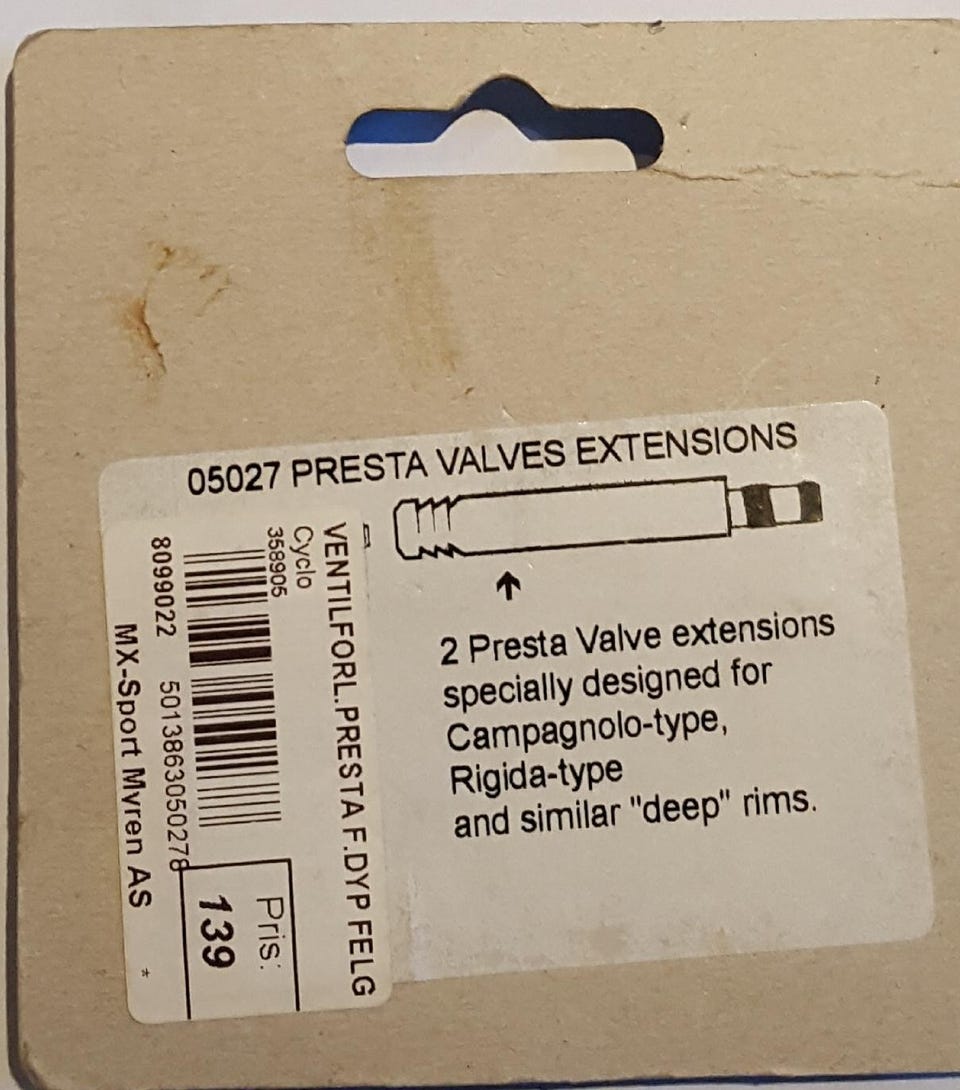 05027 PRESTA VALVES EXTENSIONS
2 Presta Valve extensions
specially designed for
Campagnolo-type,
Rigida-type
and similar "deep" rims.
VENTILFORL..PRESTA F.DYP FELG
Cyclo
358905
8099022 5013863050278
MX-Sport Myren AS *
Pris:
139